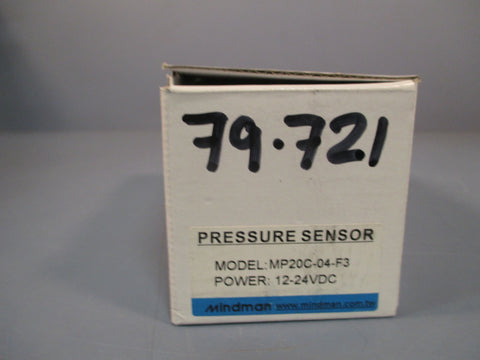 79.721
PRESSURE SENSOR
MODEL: MP20C-04-F3
POWER: 12-24VDC
mindman www.mindman.com.tw